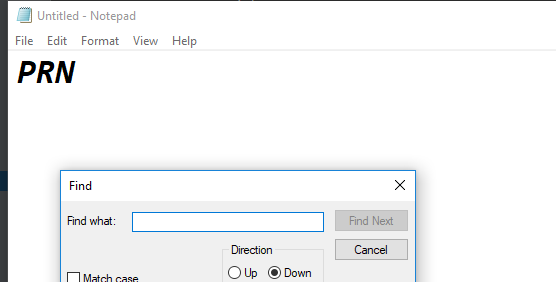 Untitled - Notepad
File Edit Format View Help
PRN
Find
Find what: Find Next
Cancel
Direction
Match case Up Down